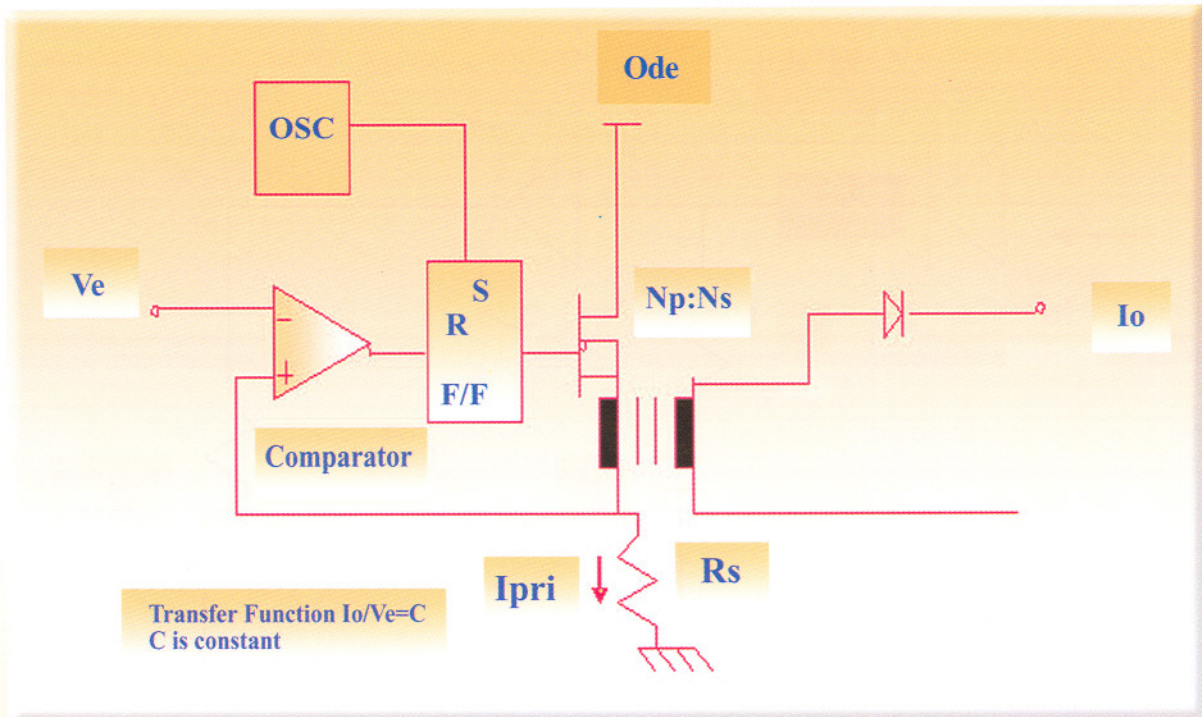 Ode
OSC
Ve
S
R
F/F
Np:Ns
Io
−
+
Comparator
Ipri
Rs
Transfer Function Io/Ve=C
C is constant